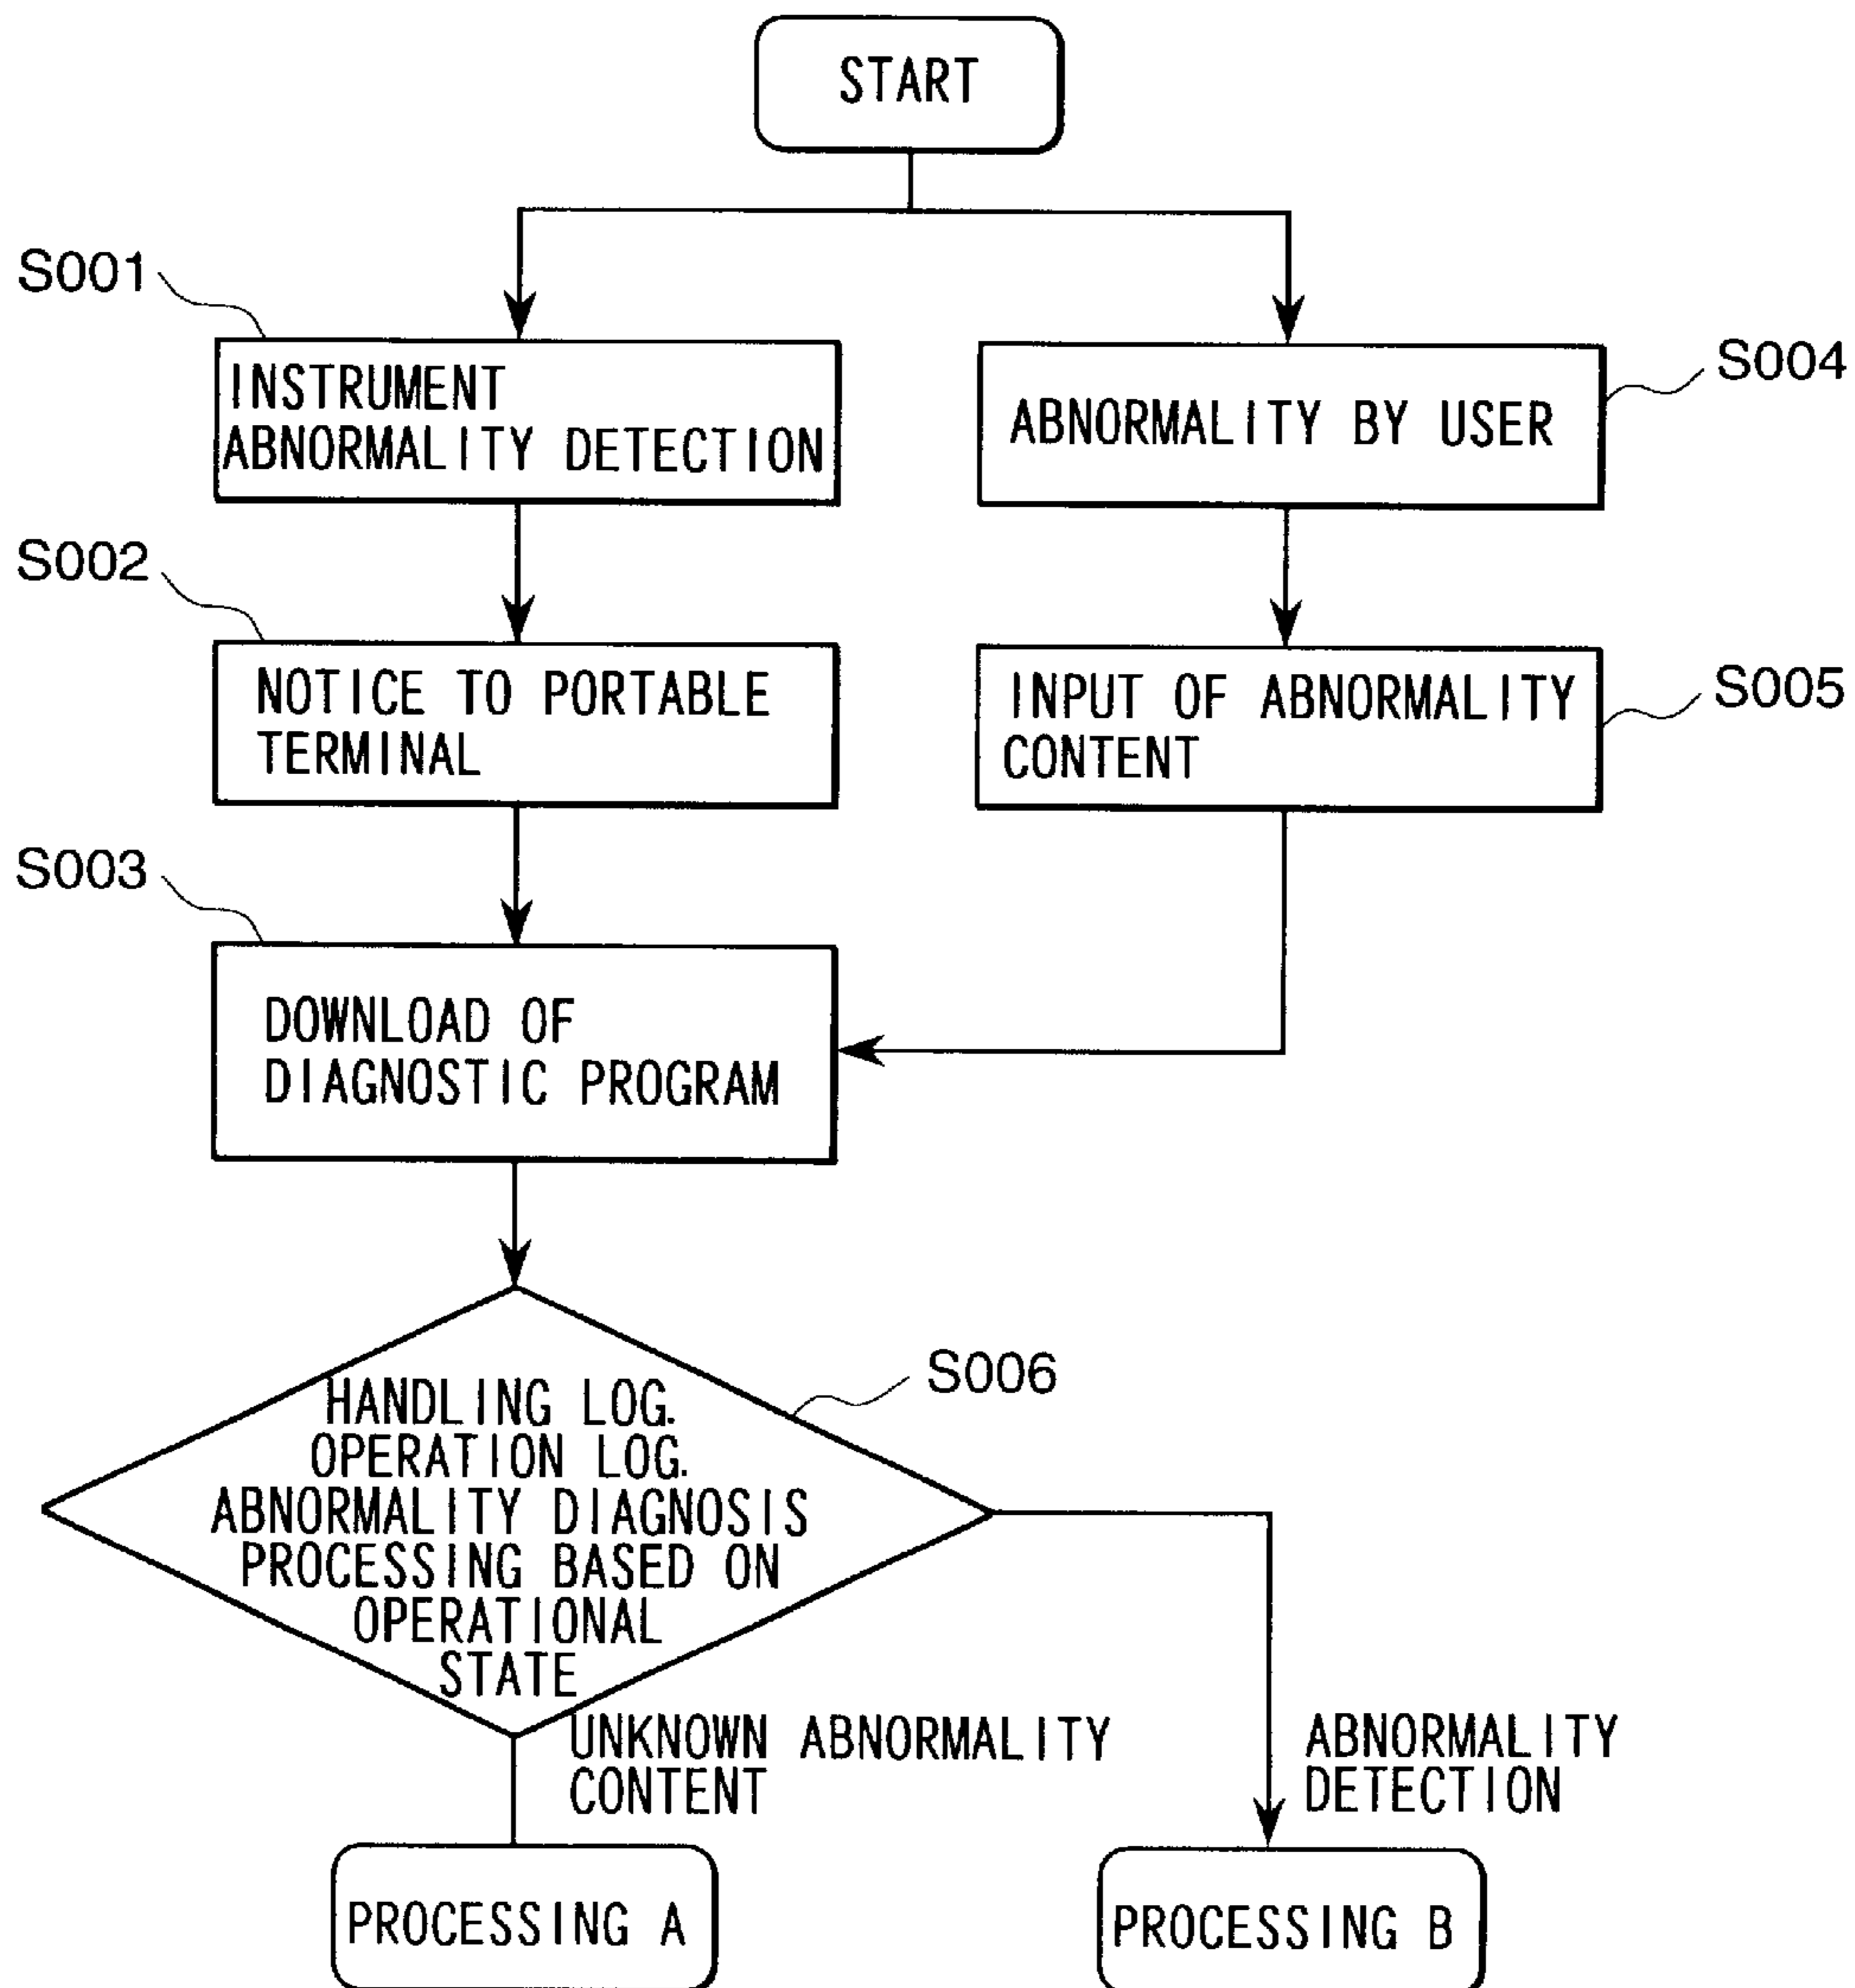 START
S001
INSTRUMENT
ABNORMALITY DETECTION
S004
ABNORMALITY BY USER
S002
NOTICE TO PORTABLE
TERMINAL
S005
INPUT OF ABNORMALITY
CONTENT
S003
DOWNLOAD OF
DIAGNOSTIC PROGRAM
S006
HANDLING LOG.
OPERATION LOG.
ABNORMALITY DIAGNOSIS
PROCESSING BASED ON
OPERATIONAL
STATE
UNKNOWN ABNORMALITY
CONTENT
ABNORMALITY
DETECTION
PROCESSING A
PROCESSING B